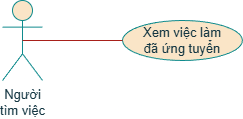 Xem việc làm
đã ứng tuyển
Người
tìm việc